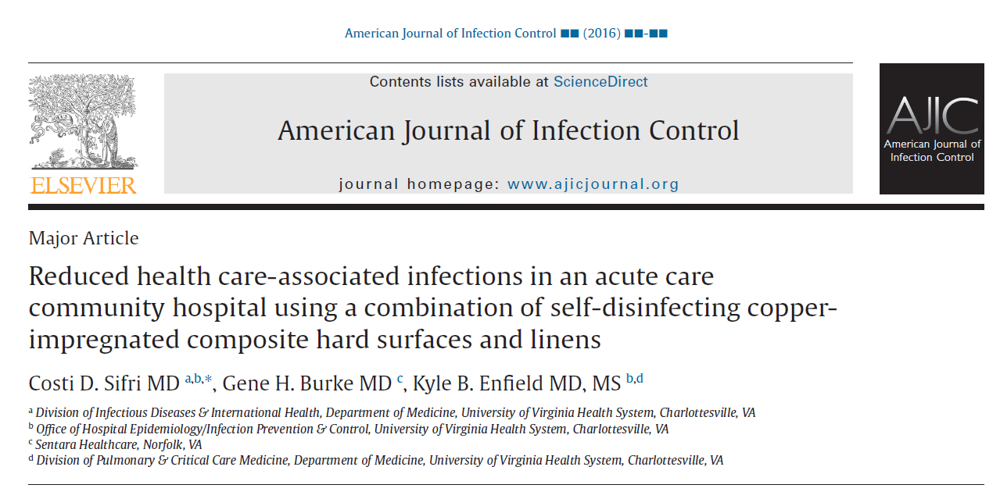 American Journal of Infection Control ■■ (2016) ■■-■■
Contents lists available at ScienceDirect
American Journal of Infection Control
journal homepage: www.ajicjournal.org
NON SOLUS
ELSEVIER
AJIC
American Journal of
Infection Control
Major Article
Reduced health care-associated infections in an acute care
community hospital using a combination of self-disinfecting copper-
impregnated composite hard surfaces and linens
Costi D. Sifri MD a,b,*, Gene H. Burke MD c, Kyle B. Enfield MD, MS b,d
a Division of Infectious Diseases & International Health, Department of Medicine, University of Virginia Health System, Charlottesville, VA
b Office of Hospital Epidemiology/Infection Prevention & Control, University of Virginia Health System, Charlottesville, VA
c Sentara Healthcare, Norfolk, VA
d Division of Pulmonary & Critical Care Medicine, Department of Medicine, University of Virginia Health System, Charlottesville, VA